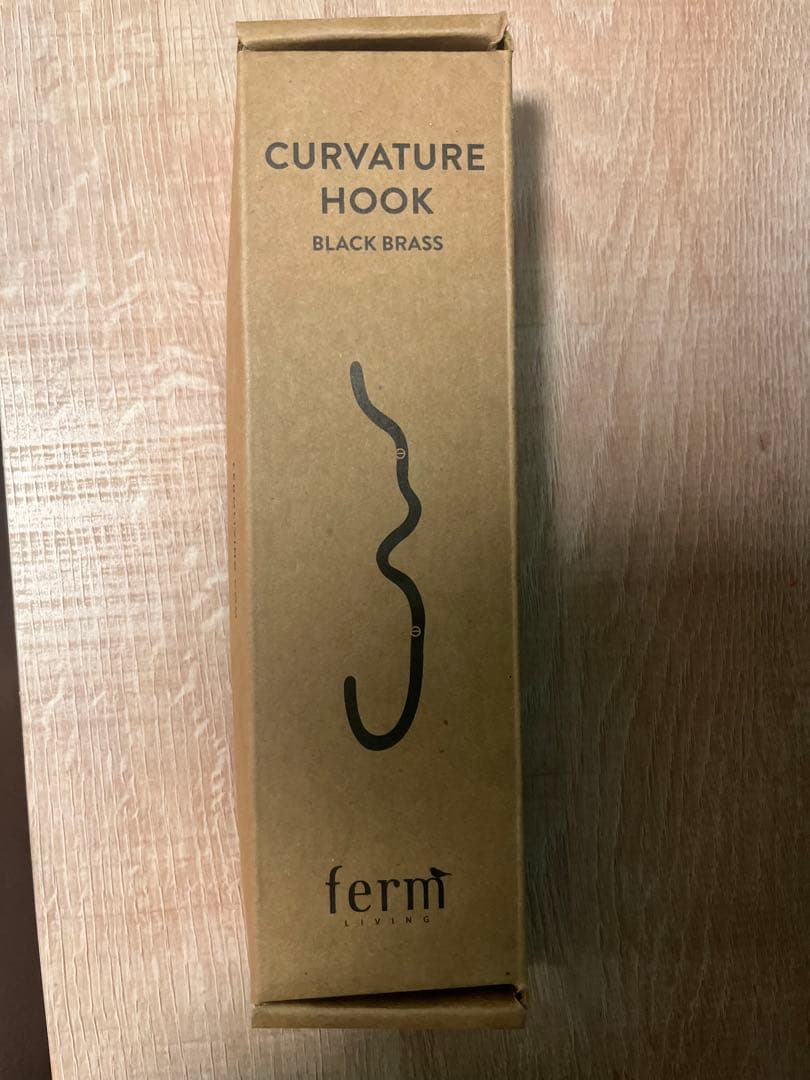 CURVATURE
HOOK
BLACK BRASS
ferm
LIVING